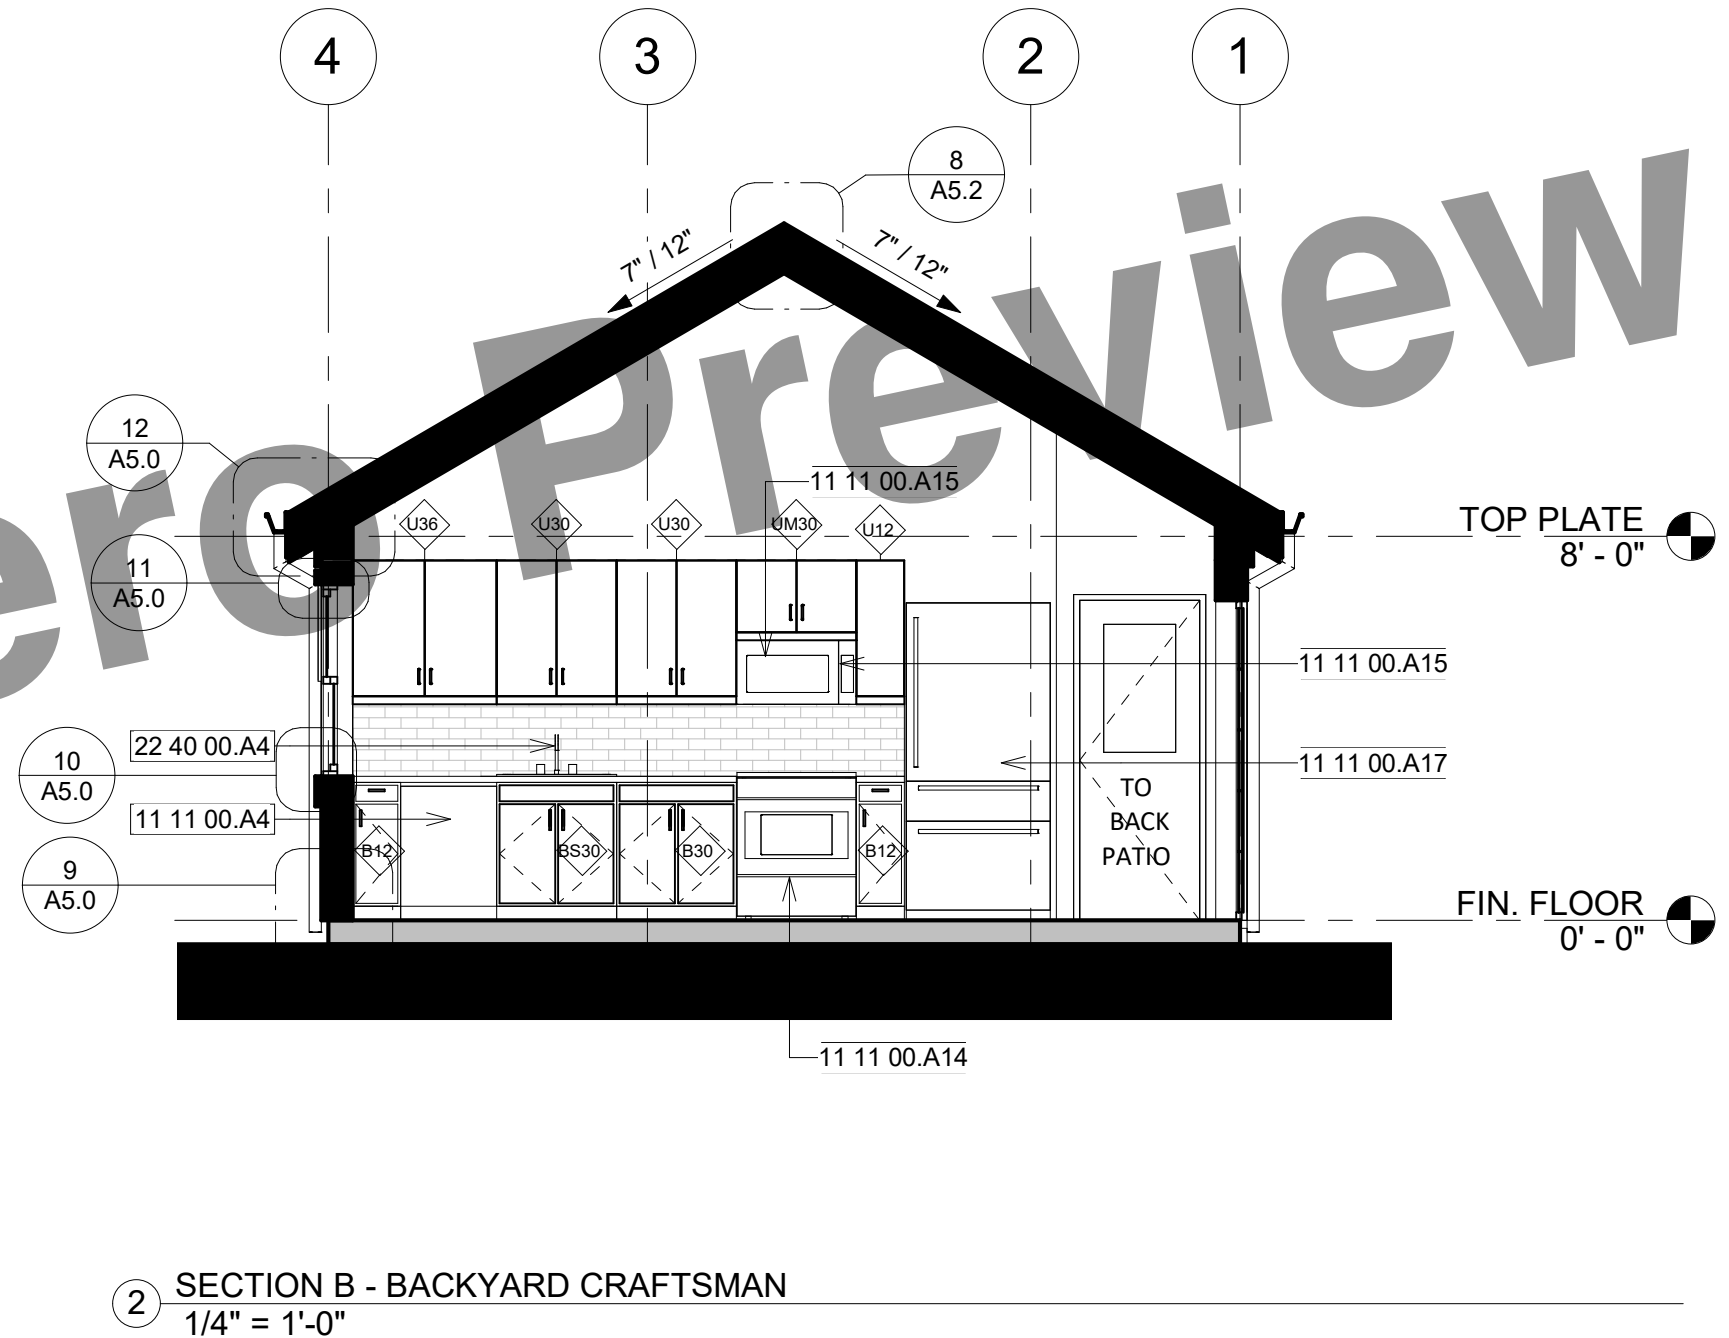 4
3
2
1
8
A5.2
7" / 12"
7" / 12"
ero Preview
12
A5.0
11 11 00.A15
U36
U30
U30
UM30
U12
TOP PLATE
8' - 0"
11
A5.0
11 11 00.A15
22 40 00.A4
10
A5.0
11 11 00.A17
TO
BACK
PATIO
11 11 00.A4
B12
BS30
B30
B12
9
A5.0
FIN. FLOOR
0' - 0"
11 11 00.A14
2
SECTION B - BACKYARD CRAFTSMAN
1/4" = 1'-0"